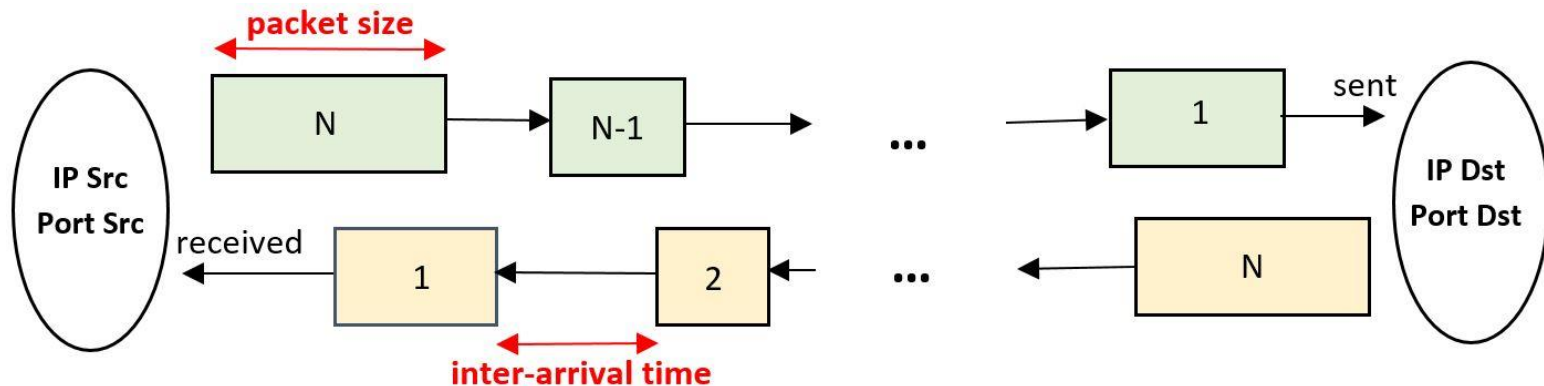 packet size
N
N-1
...
1
sent
IP Src
Port Src
IP Dst
Port Dst
received
1
2
...
N
inter-arrival time